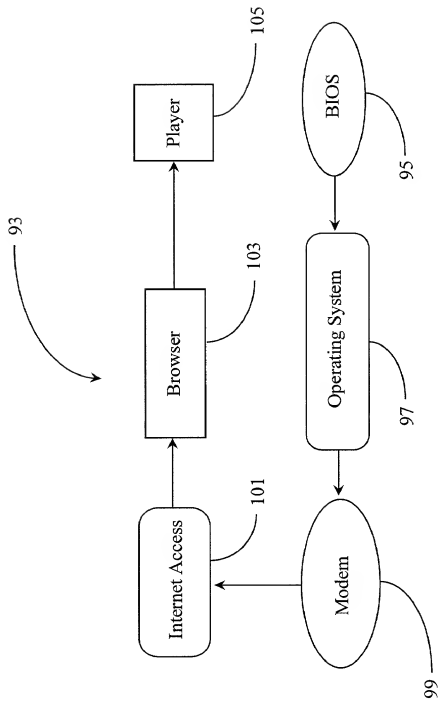 93
Internet Access
Browser
Player
101
103
105
Modem
Operating System
BIOS
99
97
95